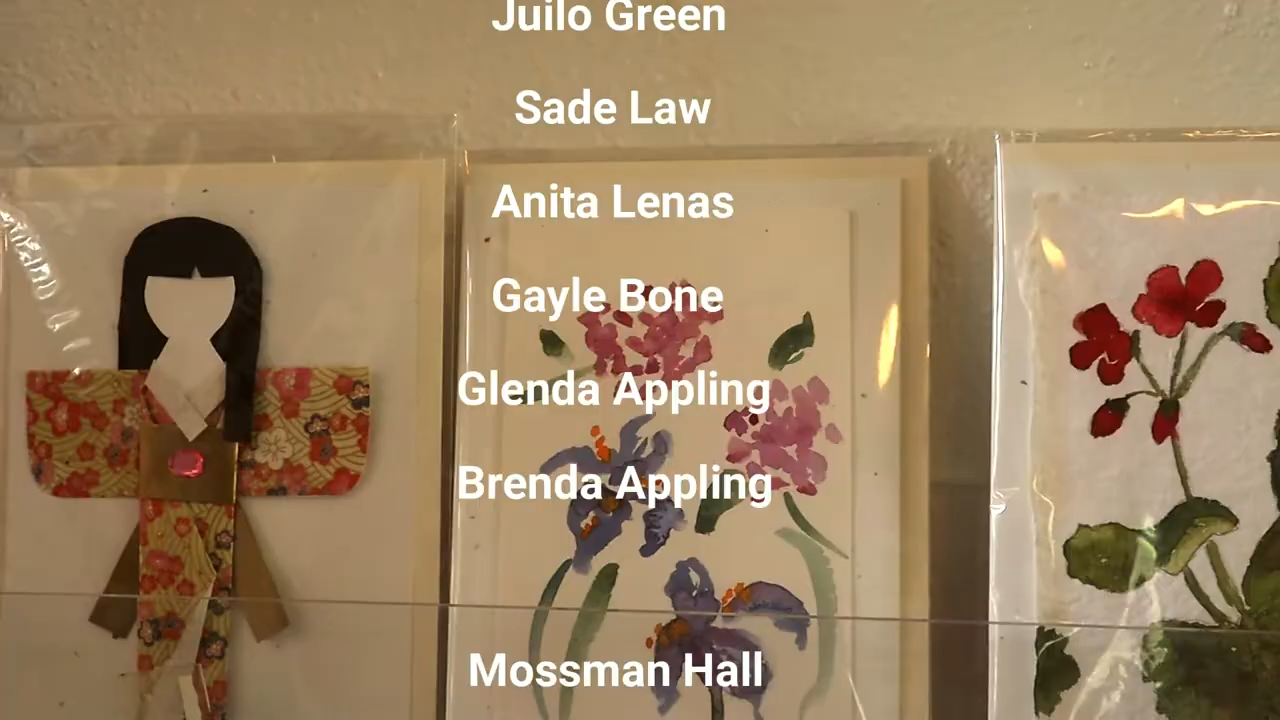 Juilo Green
Sade Law
Anita Lenas
Gayle Bone
Glenda Appling
Brenda Appling
Mossman Hall